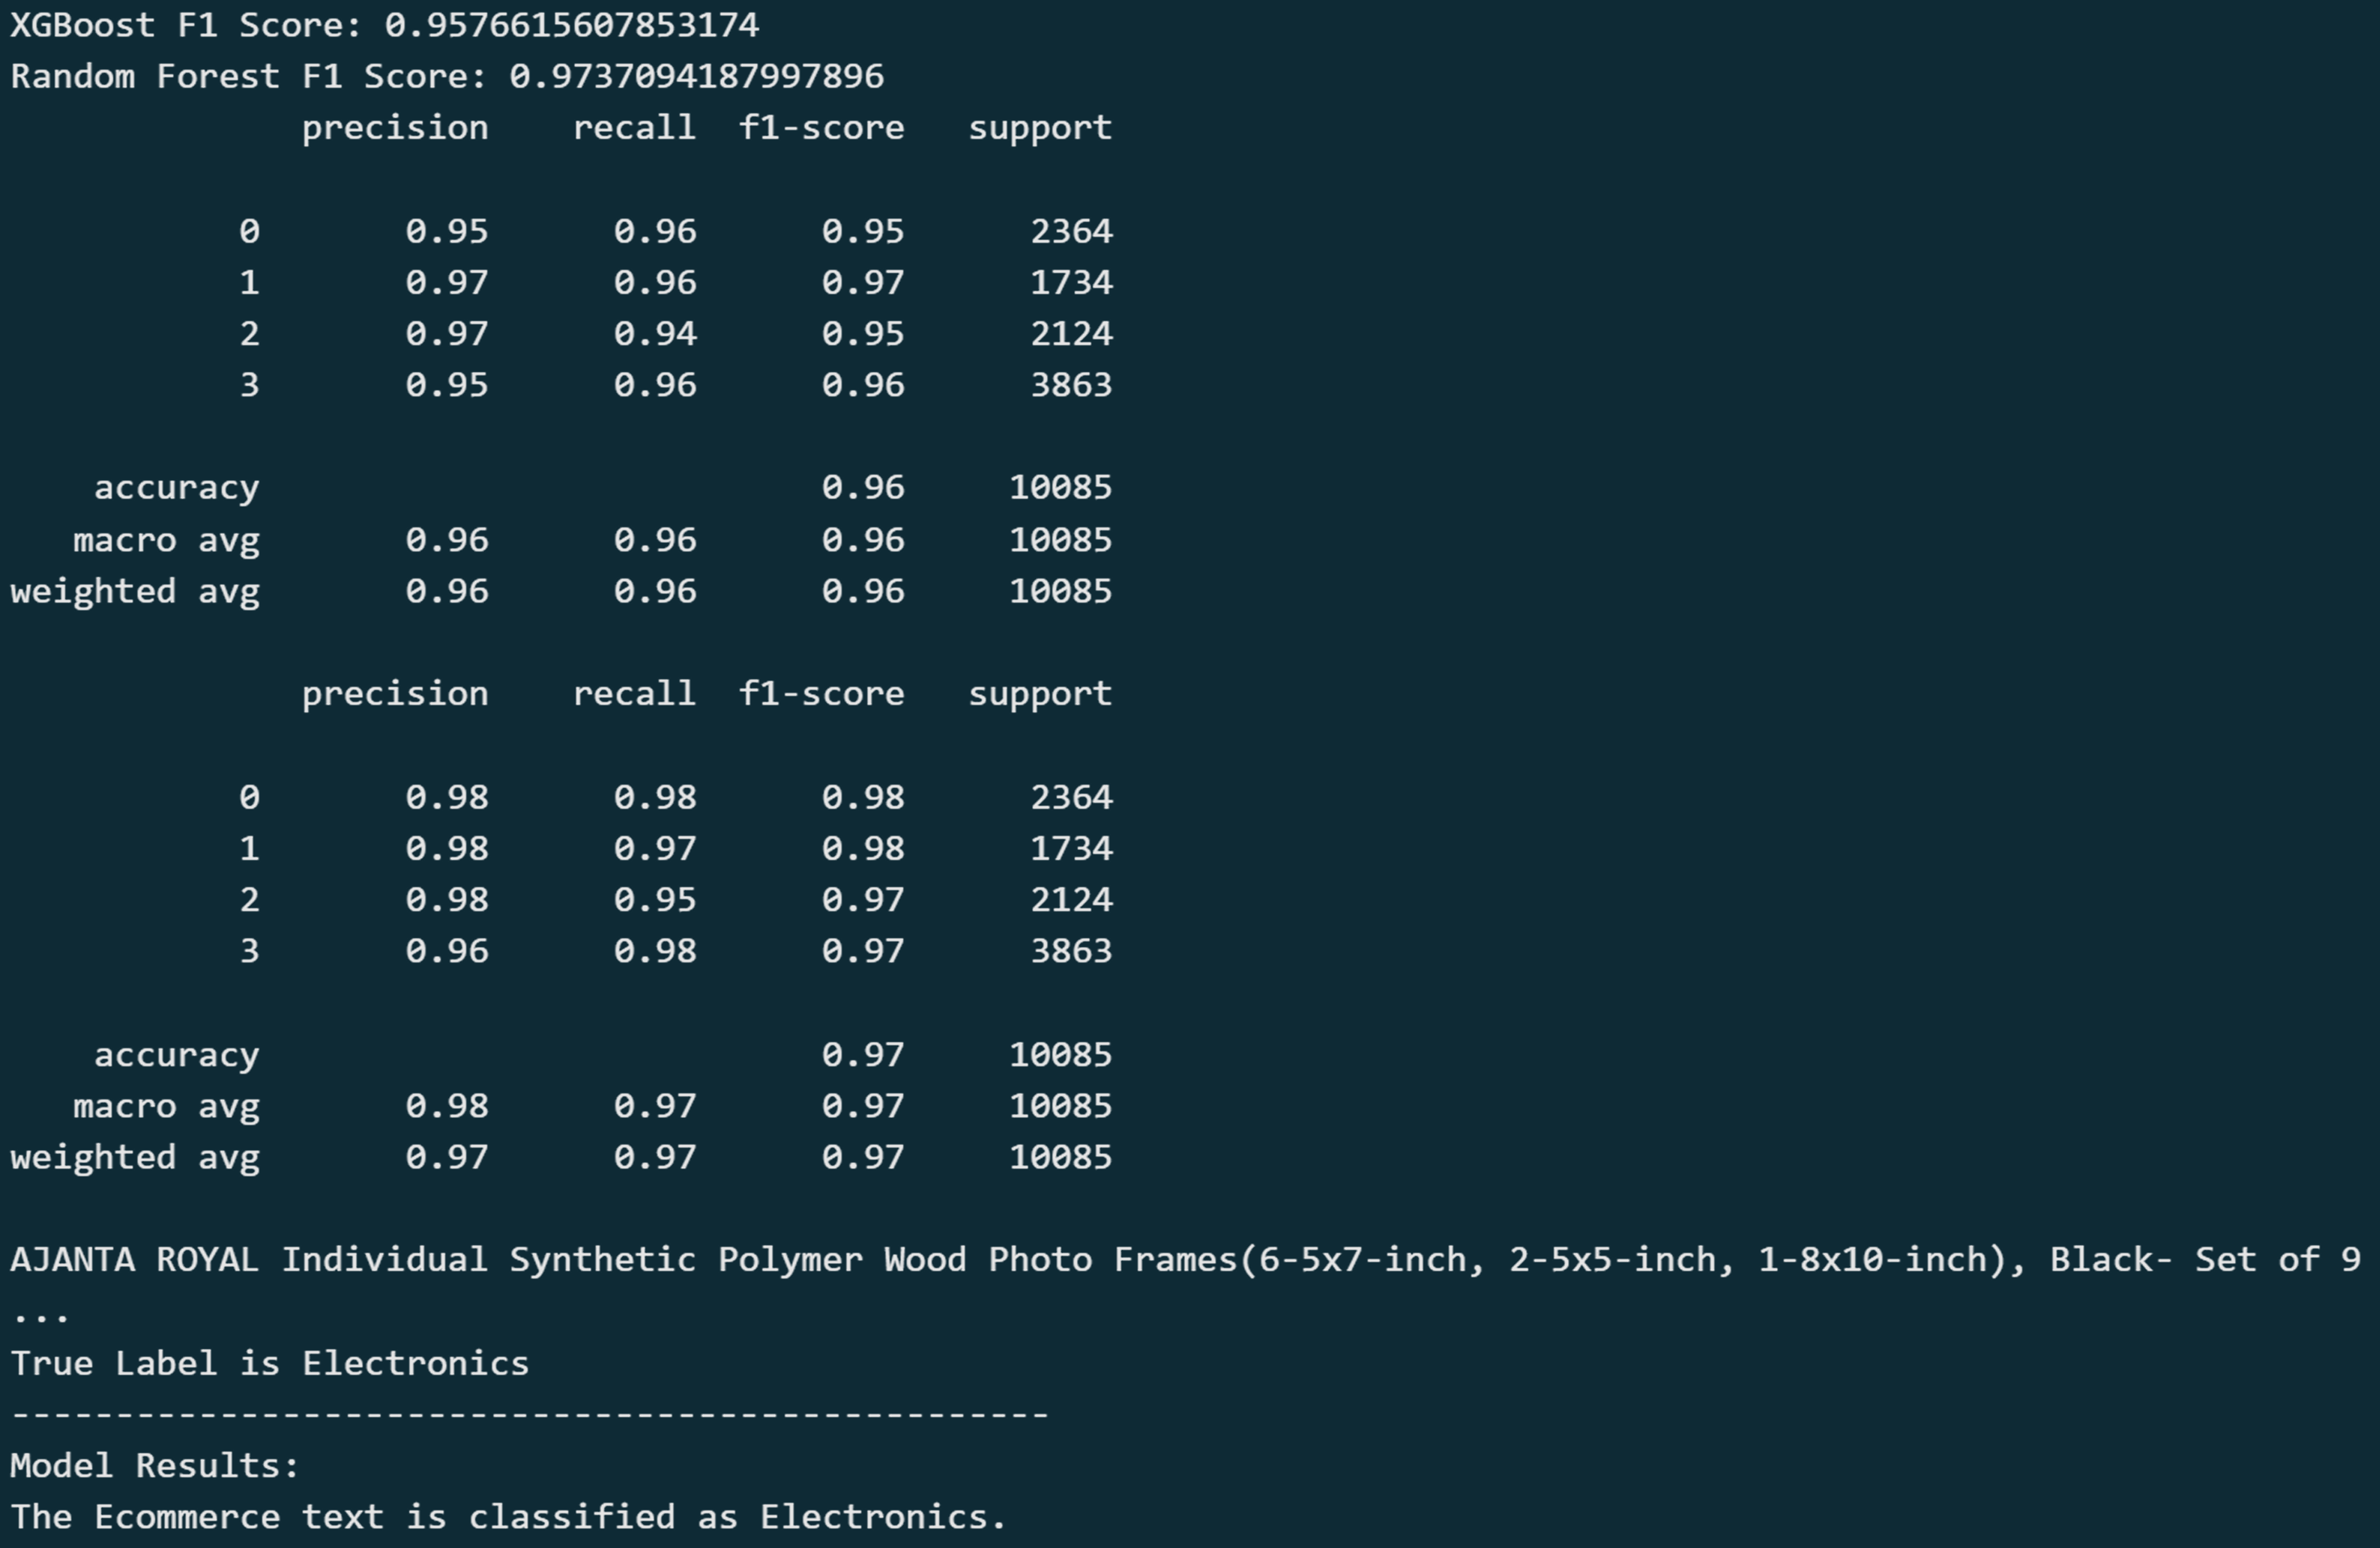 XGBoost F1 Score: 0.9576615607853174
Random Forest F1 Score: 0.9737094187997896
precision recall f1-score support
0 0.95 0.96 0.95 2364
1 0.97 0.96 0.97 1734
2 0.97 0.94 0.95 2124
3 0.95 0.96 0.96 3863
accuracy 0.96 10085
macro avg 0.96 0.96 0.96 10085
weighted avg 0.96 0.96 0.96 10085
precision recall f1-score support
0 0.98 0.98 0.98 2364
1 0.98 0.97 0.98 1734
2 0.98 0.95 0.97 2124
3 0.96 0.98 0.97 3863
accuracy 0.97 10085
macro avg 0.98 0.97 0.97 10085
weighted avg 0.97 0.97 0.97 10085
AJANTA ROYAL Individual Synthetic Polymer Wood Photo Frames(6-5x7-inch, 2-5x5-inch, 1-8x10-inch), Black- Set of 9
...
True Label is Electronics
--------------------------------------------------
Model Results:
The Ecommerce text is classified as Electronics.